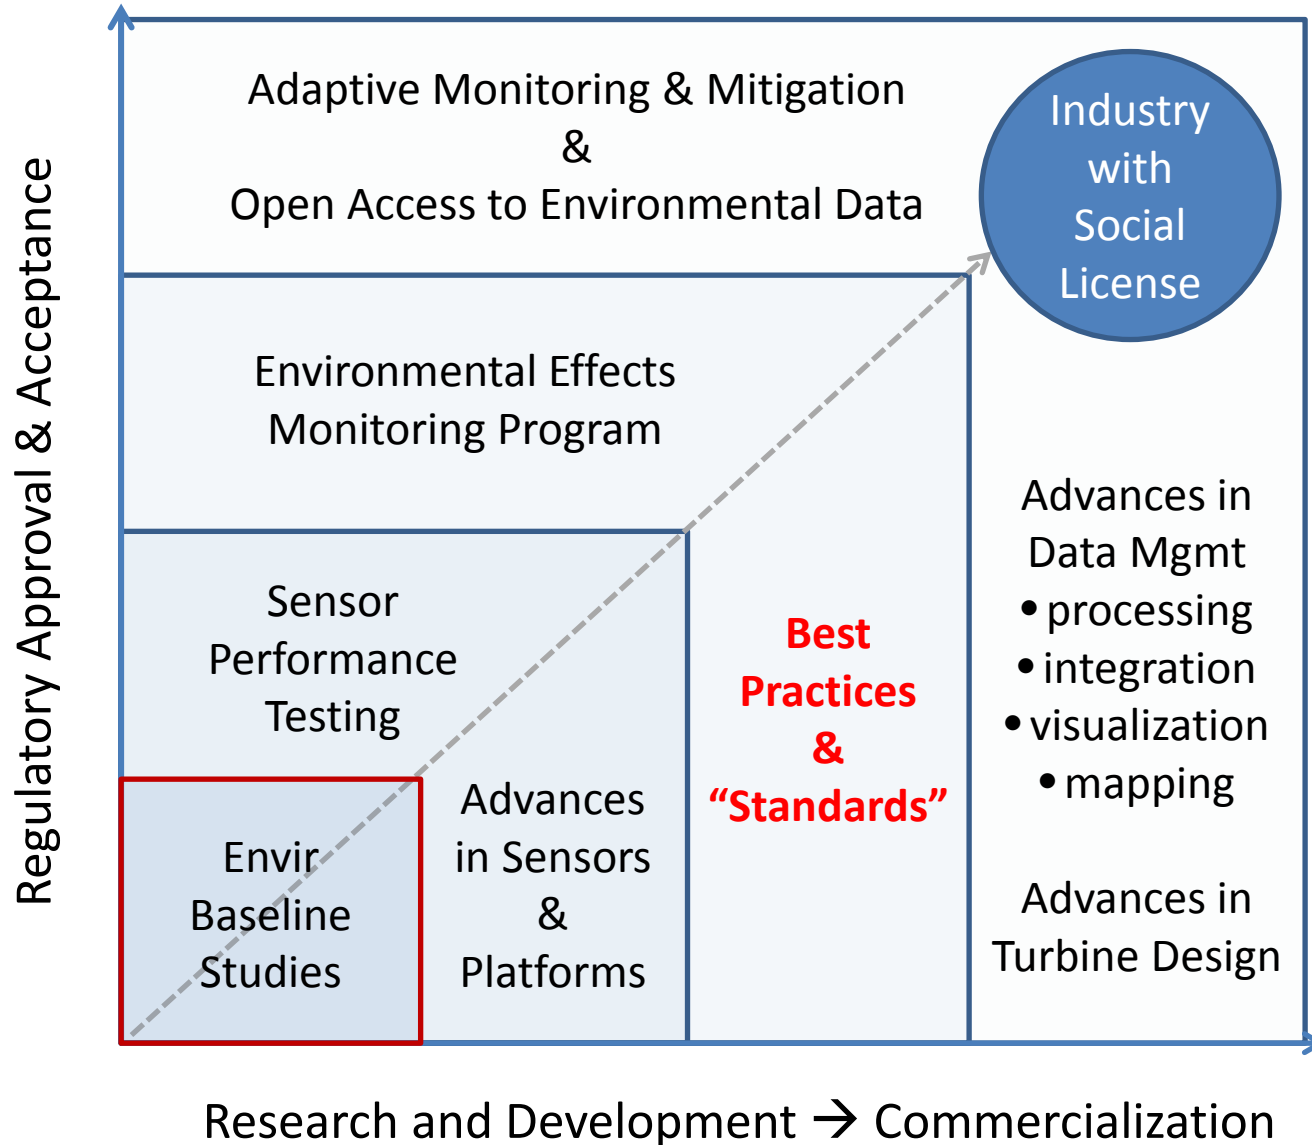 Regulatory Approval & Acceptance
Adaptive Monitoring & Mitigation
&
Open Access to Environmental Data
Industry
with
Social
License
Environmental Effects
Monitoring Program
Sensor
Performance
Testing
Envir
Baseline
Studies
Advances
in Sensors
&
Platforms
Best
Practices
&
“Standards”
Advances in
Data Mgmt
• processing
• integration
• visualization
• mapping
Advances in
Turbine Design
Research and Development → Commercialization